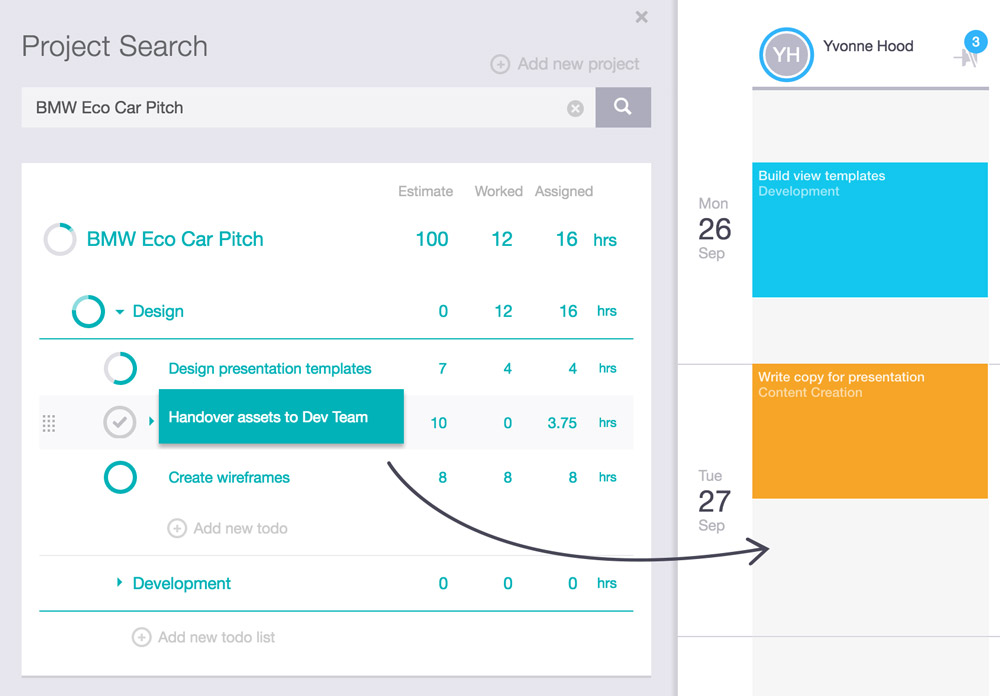 Project Search
Add new project
BMW Eco Car Pitch
Estimate Worked Assigned
BMW Eco Car Pitch 100 12 16 hrs
Design 0 12 16 hrs
Design presentation templates 7 4 4 hrs
Handover assets to Dev Team 10 0 3.75 hrs
Create wireframes 8 8 8 hrs
Add new todo
Development 0 0 0 hrs
Add new todo list
YH Yvonne Hood 3
Mon
26
Sep
Build view templates
Development
Tue
27
Sep
Write copy for presentation
Content Creation